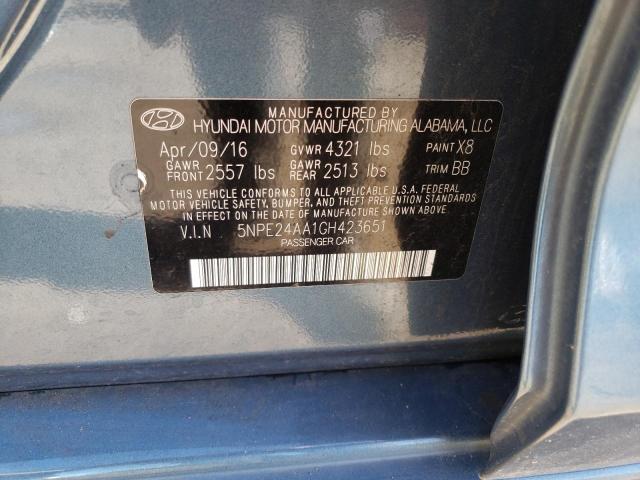 MANUFACTURED BY
HYUNDAI MOTOR MANUFACTURING ALABAMA, LLC
Apr/09/16 GVWR 4321 lbs PAINT X8
GAWR FRONT 2557 lbs GAWR REAR 2513 lbs TRIM BB
THIS VEHICLE CONFORMS TO ALL APPLICABLE U.S.A. FEDERAL
MOTOR VEHICLE SAFETY, BUMPER, AND THEFT PREVENTION STANDARDS
IN EFFECT ON THE DATE OF MANUFACTURE SHOWN ABOVE.
V.I.N 5NPE24AA1GH423651
PASSENGER CAR